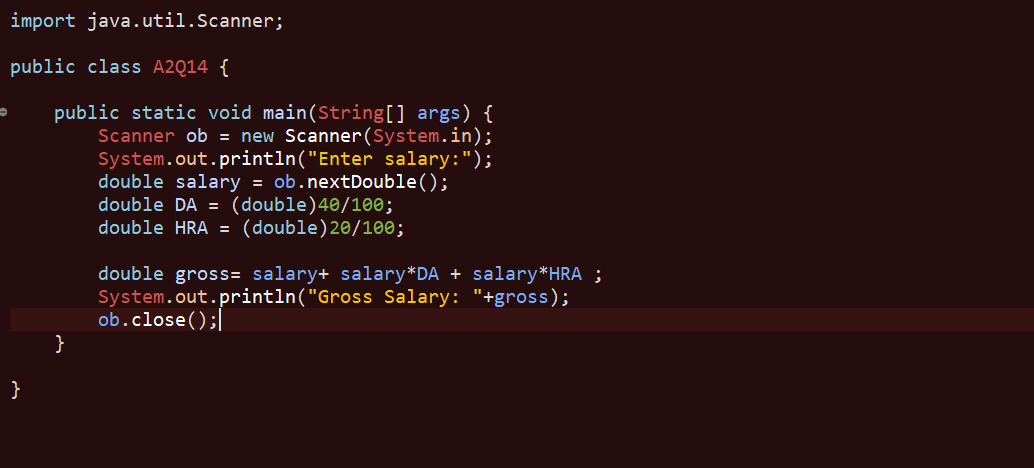 import java.util.Scanner;
public class A2Q14 {
public static void main(String[] args) {
Scanner ob = new Scanner(System.in);
System.out.println("Enter salary:");
double salary = ob.nextDouble();
double DA = (double)40/100;
double HRA = (double)20/100;
double gross= salary+ salary*DA + salary*HRA ;
System.out.println("Gross Salary: "+gross);
ob.close();
}
}